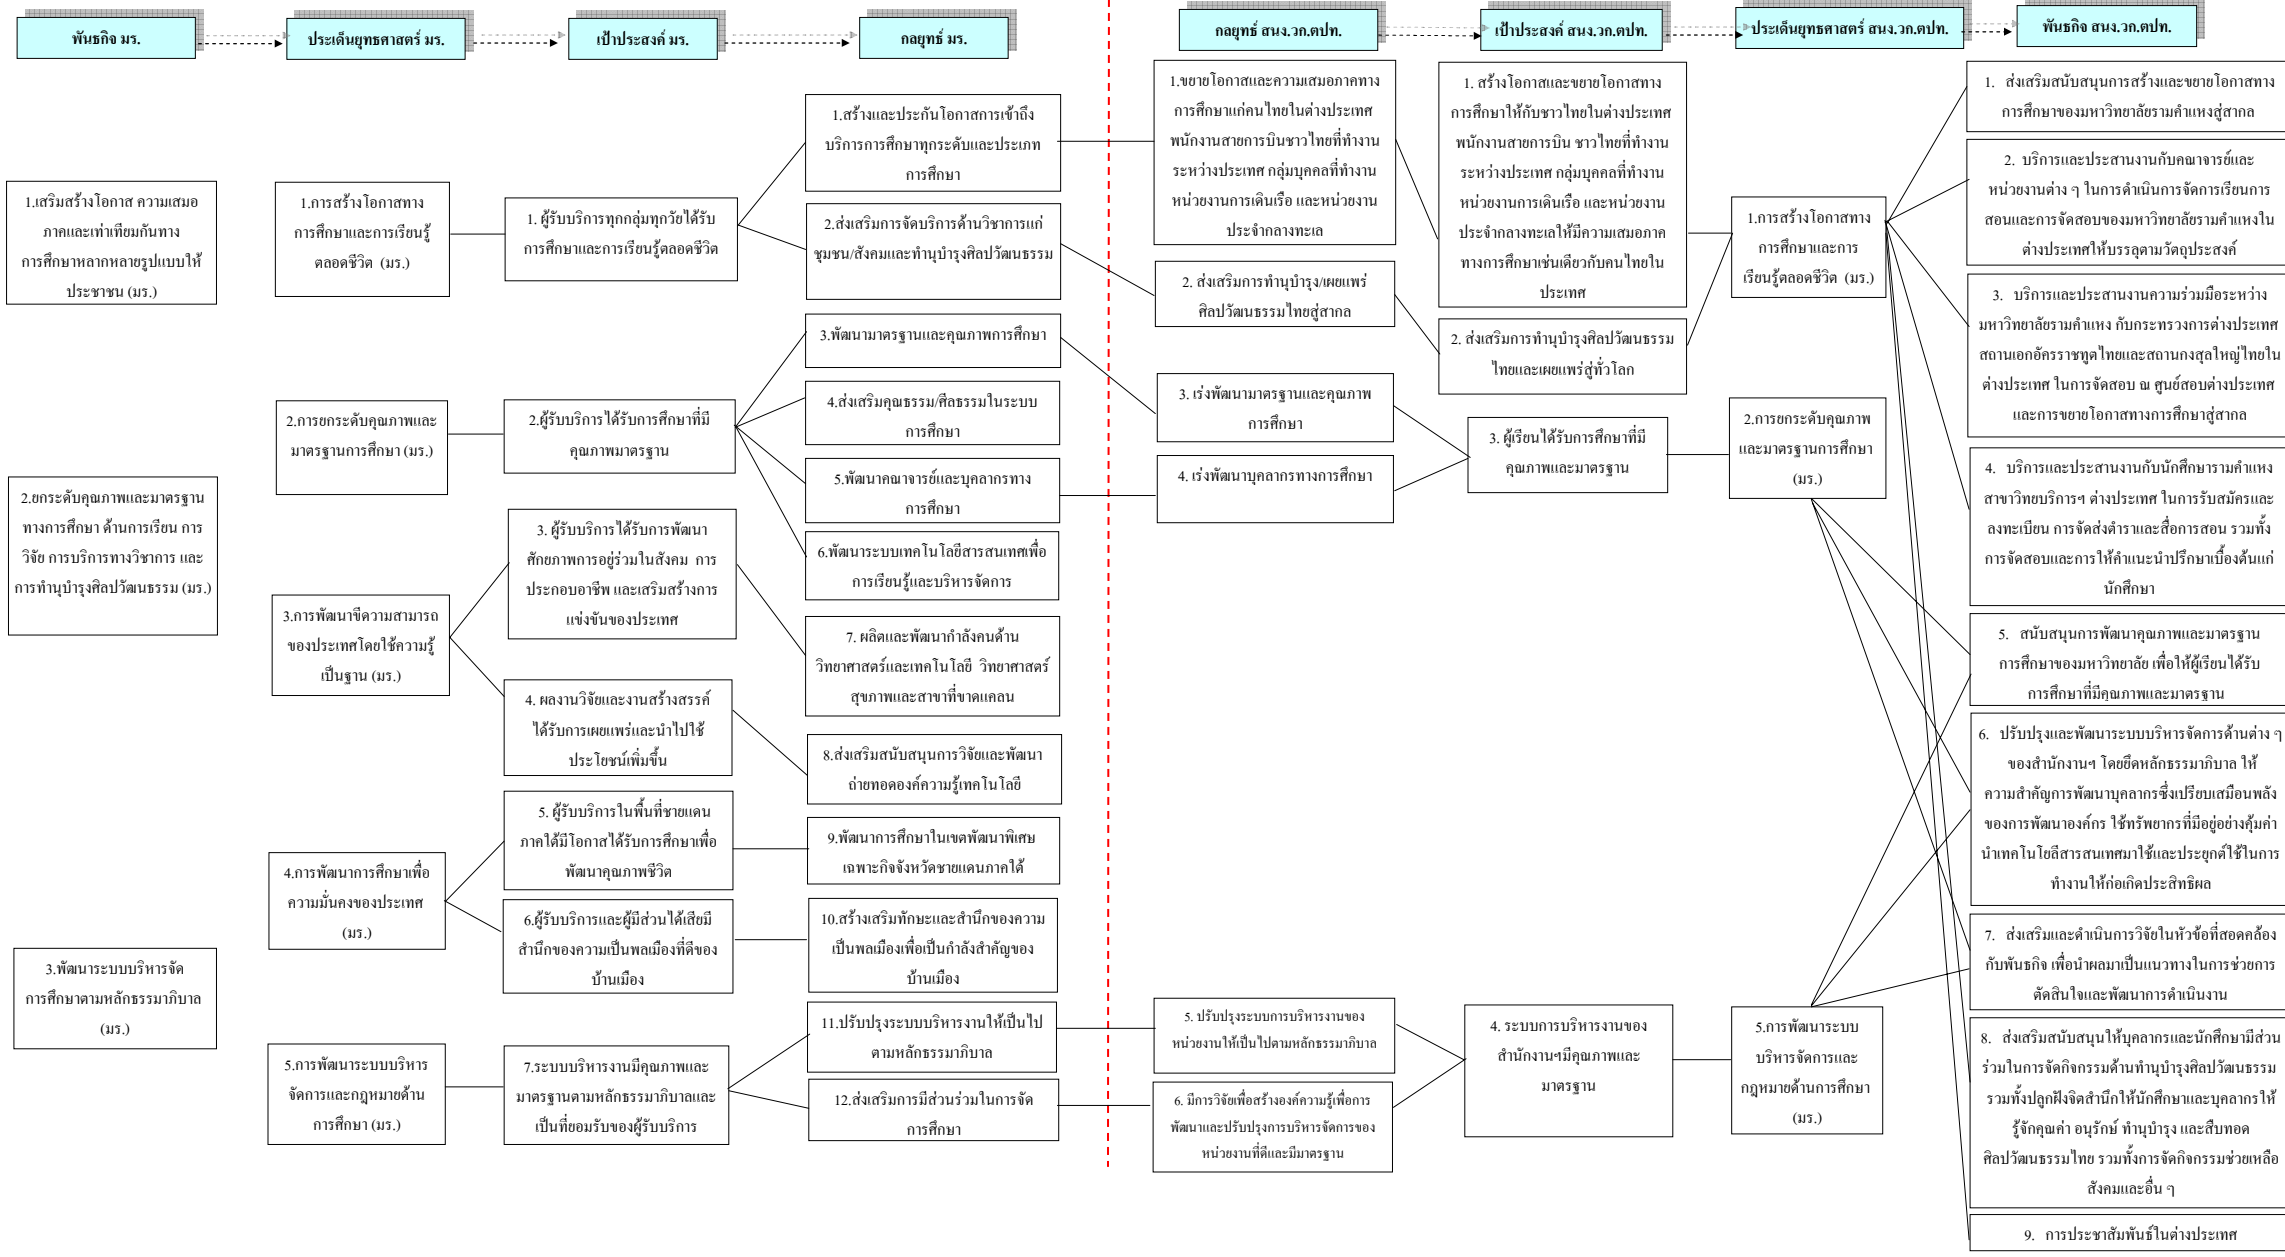 พันธกิจ มร.
ประเด็นยุทธศาสตร์ มร.
เป้าประสงค์ มร.
กลยุทธ์ มร.
กลยุทธ์ สนง.วก.ตปท.
เป้าประสงค์ สนง.วก.ตปท.
ประเด็นยุทธศาสตร์ สนง.วก.ตปท.
พันธกิจ สนง.วก.ตปท.
1.เสริมสร้างโอกาส ความเสมอ
ภาคและเท่าเทียมกันทาง
การศึกษาหลากหลายรูปแบบให้
ประชาชน (มร.)
2.ยกระดับคุณภาพและมาตรฐาน
ทางการศึกษา ด้านการเรียน การ
วิจัย การบริการทางวิชาการ และ
การทำนุบำรุงศิลปวัฒนธรรม (มร.)
3.พัฒนาระบบบริหารจัด
การศึกษาตามหลักธรรมาภิบาล
(มร.)
1.การสร้างโอกาสทาง
การศึกษาและการเรียนรู้
ตลอดชีวิต (มร.)
2.การยกระดับคุณภาพและ
มาตรฐานการศึกษา (มร.)
3.การพัฒนาขีดความสามารถ
ของประเทศโดยใช้ความรู้
เป็นฐาน (มร.)
4.การพัฒนาการศึกษาเพื่อ
ความมั่นคงของประเทศ
(มร.)
5.การพัฒนาระบบบริหาร
จัดการและกฎหมายด้าน
การศึกษา (มร.)
1. ผู้รับบริการทุกกลุ่มทุกวัยได้รับ
การศึกษาและการเรียนรู้ตลอดชีวิต
2.ผู้รับบริการได้รับการศึกษาที่มี
คุณภาพมาตรฐาน
3. ผู้รับบริการได้รับการพัฒนา
ศักยภาพการอยู่ร่วมในสังคม การ
ประกอบอาชีพ และเสริมสร้างการ
แข่งขันของประเทศ
4. ผลงานวิจัยและงานสร้างสรรค์
ได้รับการเผยแพร่และนำไปใช้
ประโยชน์เพิ่มขึ้น
5. ผู้รับบริการในพื้นที่ชายแดน
ภาคใต้มีโอกาสได้รับการศึกษาเพื่อ
พัฒนาคุณภาพชีวิต
6.ผู้รับบริการและผู้มีส่วนได้เสียมี
สำนึกของความเป็นพลเมืองที่ดีของ
บ้านเมือง
7.ระบบบริหารงานมีคุณภาพและ
มาตรฐานตามหลักธรรมาภิบาลและ
เป็นที่ยอมรับของผู้รับบริการ
1.สร้างและประกันโอกาสการเข้าถึง
บริการการศึกษาทุกระดับและประเภท
การศึกษา
2.ส่งเสริมการจัดบริการด้านวิชาการแก่
ชุมชน/สังคมและทำนุบำรุงศิลปวัฒนธรรม
3.พัฒนามาตรฐานและคุณภาพการศึกษา
4.ส่งเสริมคุณธรรม/ศีลธรรมในระบบ
การศึกษา
5.พัฒนาคณาจารย์และบุคลากรทาง
การศึกษา
6.พัฒนาระบบเทคโนโลยีสารสนเทศเพื่อ
การเรียนรู้และบริหารจัดการ
7. ผลิตและพัฒนากำลังคนด้าน
วิทยาศาสตร์และเทคโนโลยี วิทยาศาสตร์
สุขภาพและสาขาที่ขาดแคลน
8.ส่งเสริมสนับสนุนการวิจัยและพัฒนา
ถ่ายทอดองค์ความรู้เทคโนโลยี
9.พัฒนาการศึกษาในเขตพัฒนาพิเศษ
เฉพาะกิจจังหวัดชายแดนภาคใต้
10.สร้างเสริมทักษะและสำนึกของความ
เป็นพลเมืองเพื่อเป็นกำลังสำคัญของ
บ้านเมือง
11.ปรับปรุงระบบบริหารงานให้เป็นไป
ตามหลักธรรมาภิบาล
12.ส่งเสริมการมีส่วนร่วมในการจัด
การศึกษา
1.ขยายโอกาสและความเสมอภาคทาง
การศึกษาแก่คนไทยในต่างประเทศ
พนักงานสายการบินชาวไทยที่ทำงาน
ระหว่างประเทศ กลุ่มบุคคลที่ทำงาน
หน่วยงานการเดินเรือ และหน่วยงาน
ประจำกลางทะเล
2. ส่งเสริมการทำนุบำรุง/เผยแพร่
ศิลปวัฒนธรรมไทยสู่สากล
3. เร่งพัฒนามาตรฐานและคุณภาพ
การศึกษา
4. เร่งพัฒนาบุคลากรทางการศึกษา
5. ปรับปรุงระบบการบริหารงานของ
หน่วยงานให้เป็นไปตามหลักธรรมาภิบาล
6. มีการวิจัยเพื่อสร้างองค์ความรู้เพื่อการ
พัฒนาและปรับปรุงการบริหารจัดการของ
หน่วยงานที่ดีและมีมาตรฐาน
1. สร้างโอกาสและขยายโอกาสทาง
การศึกษาให้กับชาวไทยในต่างประเทศ
พนักงานสายการบิน ชาวไทยที่ทำงาน
ระหว่างประเทศ กลุ่มบุคคลที่ทำงาน
หน่วยงานการเดินเรือ และหน่วยงาน
ประจำกลางทะเลให้มีความเสมอภาค
ทางการศึกษาเช่นเดียวกับคนไทยใน
ประเทศ
2. ส่งเสริมการทำนุบำรุงศิลปวัฒนธรรม
ไทยและเผยแพร่สู่ทั่วโลก
3. ผู้เรียนได้รับการศึกษาที่มี
คุณภาพและมาตรฐาน
4. ระบบการบริหารงานของ
สำนักงานฯมีคุณภาพและ
มาตรฐาน
1.การสร้างโอกาสทาง
การศึกษาและการ
เรียนรู้ตลอดชีวิต (มร.)
2.การยกระดับคุณภาพ
และมาตรฐานการศึกษา
(มร.)
5.การพัฒนาระบบ
บริหารจัดการและ
กฎหมายด้านการศึกษา
(มร.)
1. ส่งเสริมสนับสนุนการสร้างและขยายโอกาสทาง
การศึกษาของมหาวิทยาลัยรามคำแหงสู่สากล
2. บริการและประสานงานกับคณาจารย์และ
หน่วยงานต่าง ๆ ในการดำเนินการจัดการเรียนการ
สอนและการจัดสอบของมหาวิทยาลัยรามคำแหงใน
ต่างประเทศให้บรรลุตามวัตถุประสงค์
3. บริการและประสานงานความร่วมมือระหว่าง
มหาวิทยาลัยรามคำแหง กับกระทรวงการต่างประเทศ
สถานเอกอัครราชทูตไทยและสถานกงสุลใหญ่ไทยใน
ต่างประเทศ ในการจัดสอบ ณ ศูนย์สอบต่างประเทศ
และการขยายโอกาสทางการศึกษาสู่สากล
4. บริการและประสานงานกับนักศึกษารามคำแหง
สาขาวิทยบริการฯ ต่างประเทศ ในการรับสมัครและ
ลงทะเบียน การจัดส่งตำราและสื่อการสอน รวมทั้ง
การจัดสอบและการให้คำแนะนำปรึกษาเบื้องต้นแก่
นักศึกษา
5. สนับสนุนการพัฒนาคุณภาพและมาตรฐาน
การศึกษาของมหาวิทยาลัย เพื่อให้ผู้เรียนได้รับ
การศึกษาที่มีคุณภาพและมาตรฐาน
6. ปรับปรุงและพัฒนาระบบบริหารจัดการด้านต่าง ๆ
ของสำนักงานฯ โดยยึดหลักธรรมาภิบาล ให้
ความสำคัญการพัฒนาบุคลากรซึ่งเปรียบเสมือนพลัง
ของการพัฒนาองค์กร ใช้ทรัพยากรที่มีอยู่อย่างคุ้มค่า
นำเทคโนโยลีสารสนเทศมาใช้และประยุกต์ใช้ในการ
ทำงานให้ก่อเกิดประสิทธิผล
7. ส่งเสริมและดำเนินการวิจัยในหัวข้อที่สอดคล้อง
กับพันธกิจ เพื่อนำผลมาเป็นแนวทางในการช่วยการ
ตัดสินใจและพัฒนาการดำเนินงาน
8. ส่งเสริมสนับสนุนให้บุคลากรและนักศึกษามีส่วน
ร่วมในการจัดกิจกรรมด้านทำนุบำรุงศิลปวัฒนธรรม
รวมทั้งปลูกฝังจิตสำนึกให้นักศึกษาและบุคลากรให้
รู้จักคุณค่า อนุรักษ์ ทำนุบำรุง และสืบทอด
ศิลปวัฒนธรรมไทย รวมทั้งการจัดกิจกรรมช่วยเหลือ
สังคมและอื่น ๆ
9. การประชาสัมพันธ์ในต่างประเทศ